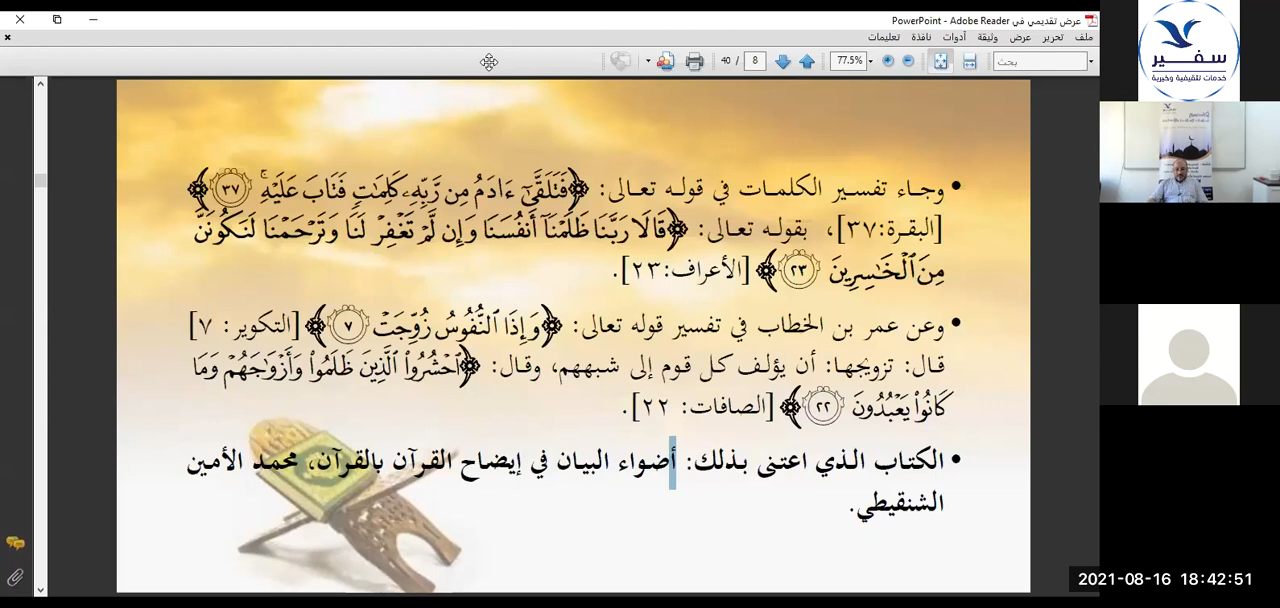 عرض تقديمي في PowerPoint - Adobe Reader
ملف تحرير عرض وثيقة أدوات نافذة تعليمات
40 / 8 77.5% بحث
وجاء تفسير الكلمات في قوله تعالى: ﴿فَتَلَقَّىٰٓ ءَادَمُ مِن رَّبِّهِۦ كَلِمَٰتٖ فَتَابَ عَلَيْهِۚ ٣٧﴾
[البقرة:٣٧]، بقوله تعالى: ﴿قَالَا رَبَّنَا ظَلَمْنَآ أَنفُسَنَا وَإِن لَّمْ تَغْفِرْ لَنَا وَتَرْحَمْنَا لَنَكُونَنَّ
مِنَ ٱلْخَٰسِرِينَ ٢٣﴾ [الأعراف:٢٣].
وعن عمر بن الخطاب في تفسير قوله تعالى: ﴿وَإِذَا ٱلنُّفُوسُ زُوِّجَتْ ٧﴾ [التكوير: ٧]
قال: تزويجها: أن يؤلف كل قوم إلى شبههم، وقال: ﴿ٱحْشُرُوا۟ ٱلَّذِينَ ظَلَمُوا۟ وَأَزْوَٰجَهُمْ وَمَا
كَانُوا۟ يَعْبُدُونَ ٢٢﴾ [الصافات: ٢٢].
الكتاب الذي اعتنى بذلك: أضواء البيان في إيضاح القرآن بالقرآن، محمد الأمين
الشنقيطي.
سفير
خدمات تثقيفية وخيرية
2021-08-16 18:42:51